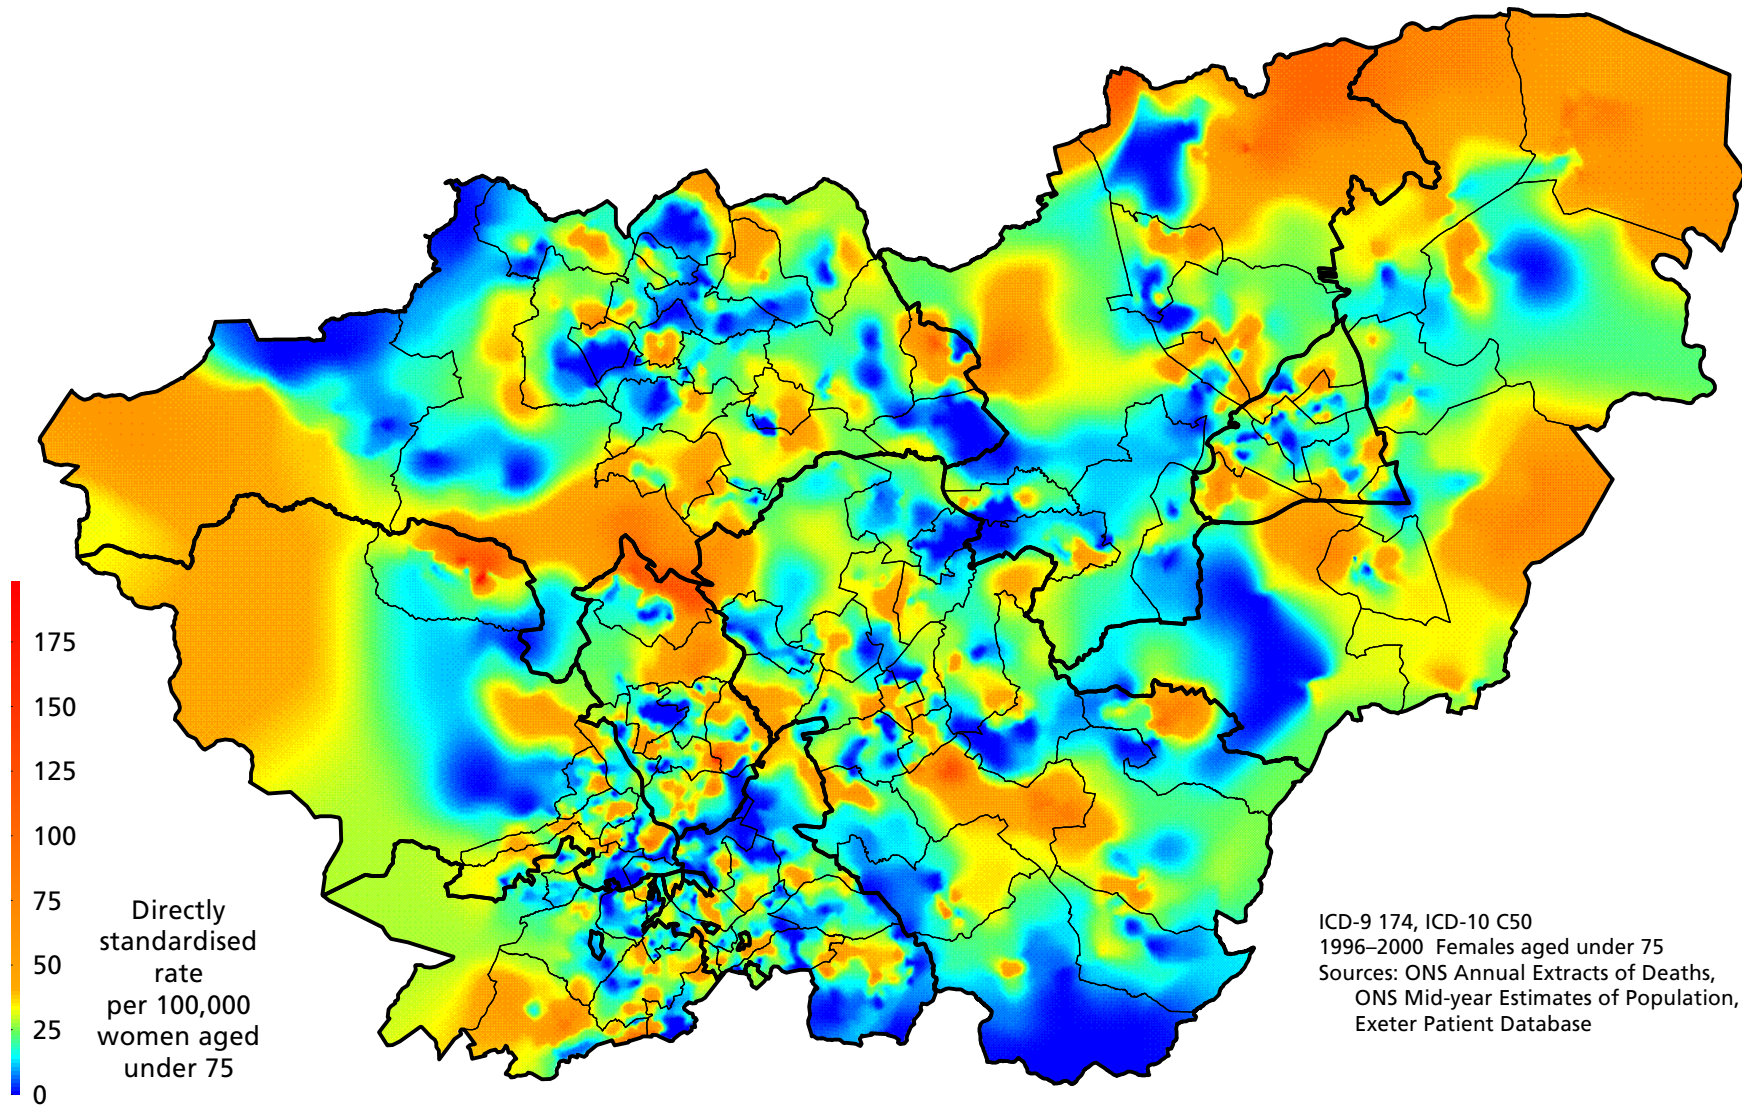 175
150
125
100
75
50
25
0
Directly
standardised
rate
per 100,000
women aged
under 75
ICD-9 174, ICD-10 C50
1996–2000 Females aged under 75
Sources: ONS Annual Extracts of Deaths,
ONS Mid-year Estimates of Population,
Exeter Patient Database